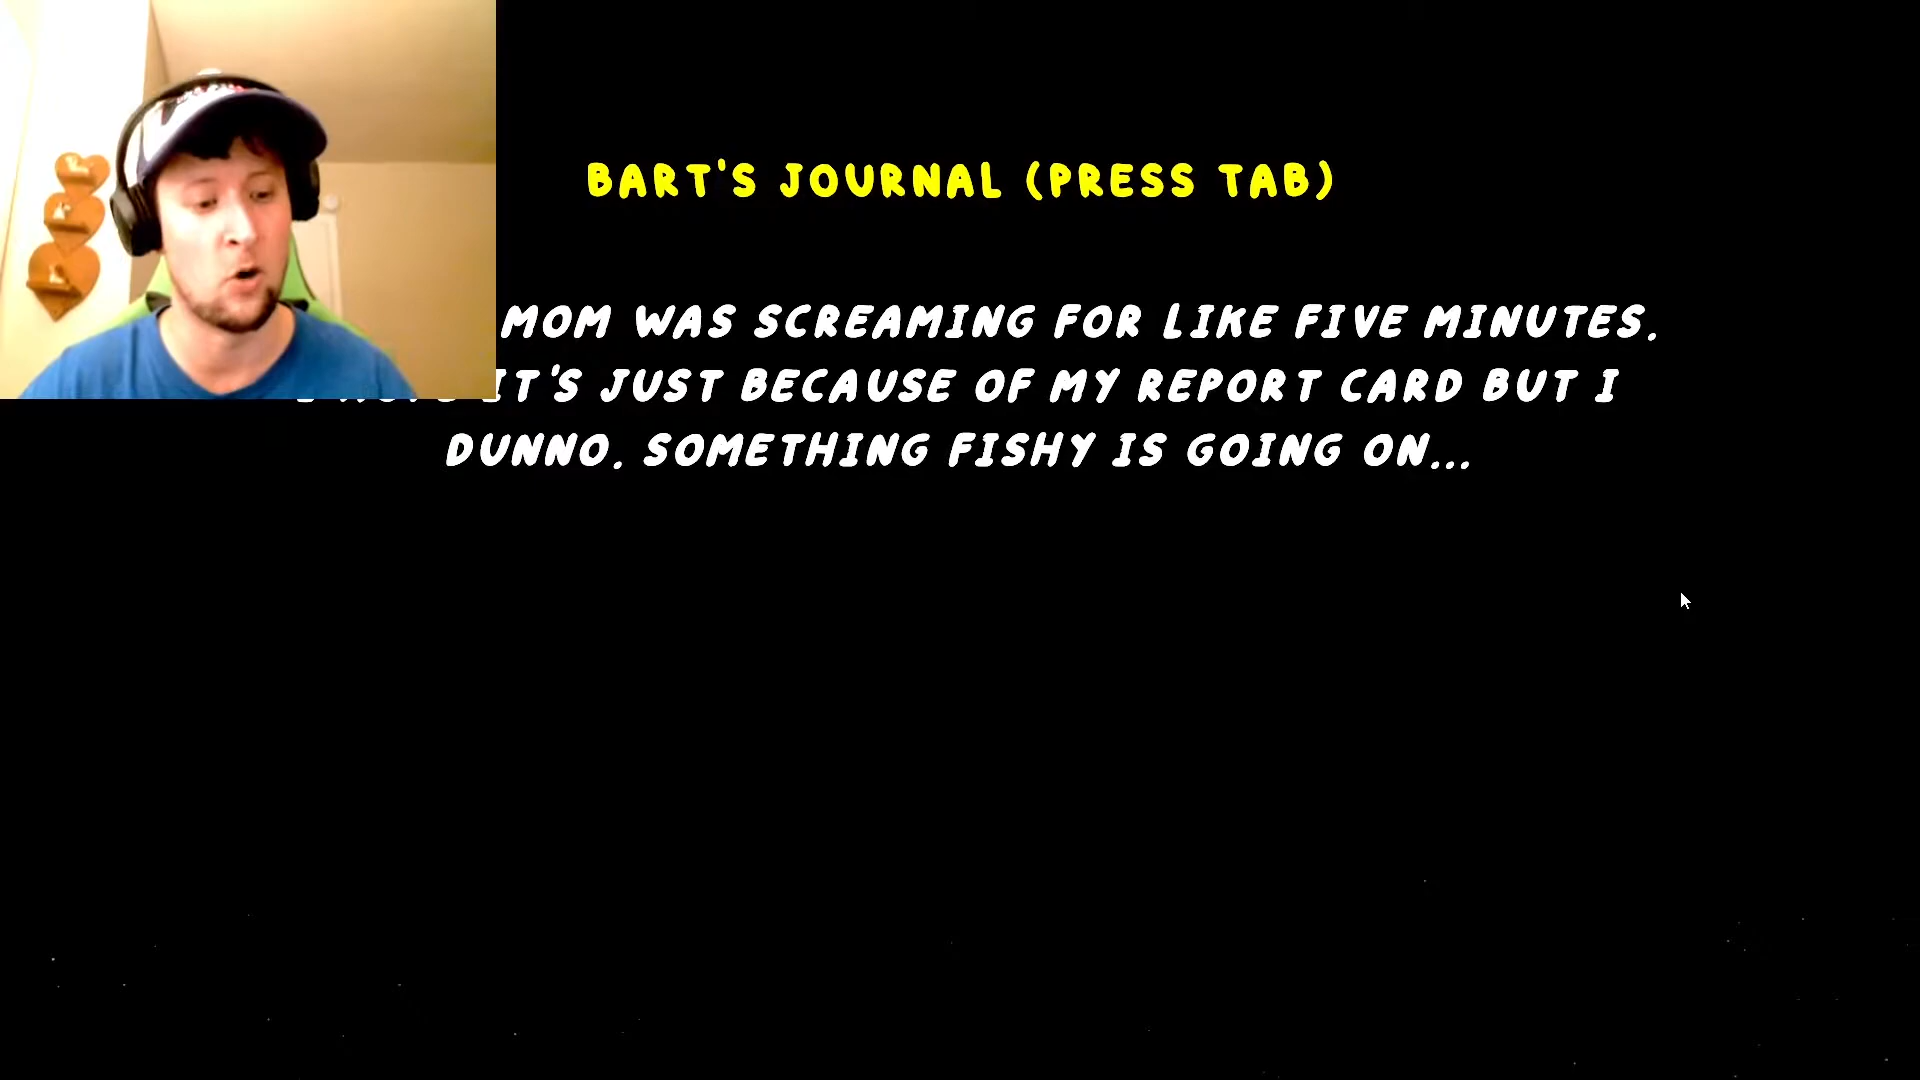 BART'S JOURNAL (PRESS TAB)
MOM WAS SCREAMING FOR LIKE FIVE MINUTES.
IT'S JUST BECAUSE OF MY REPORT CARD BUT I
DUNNO. SOMETHING FISHY IS GOING ON...